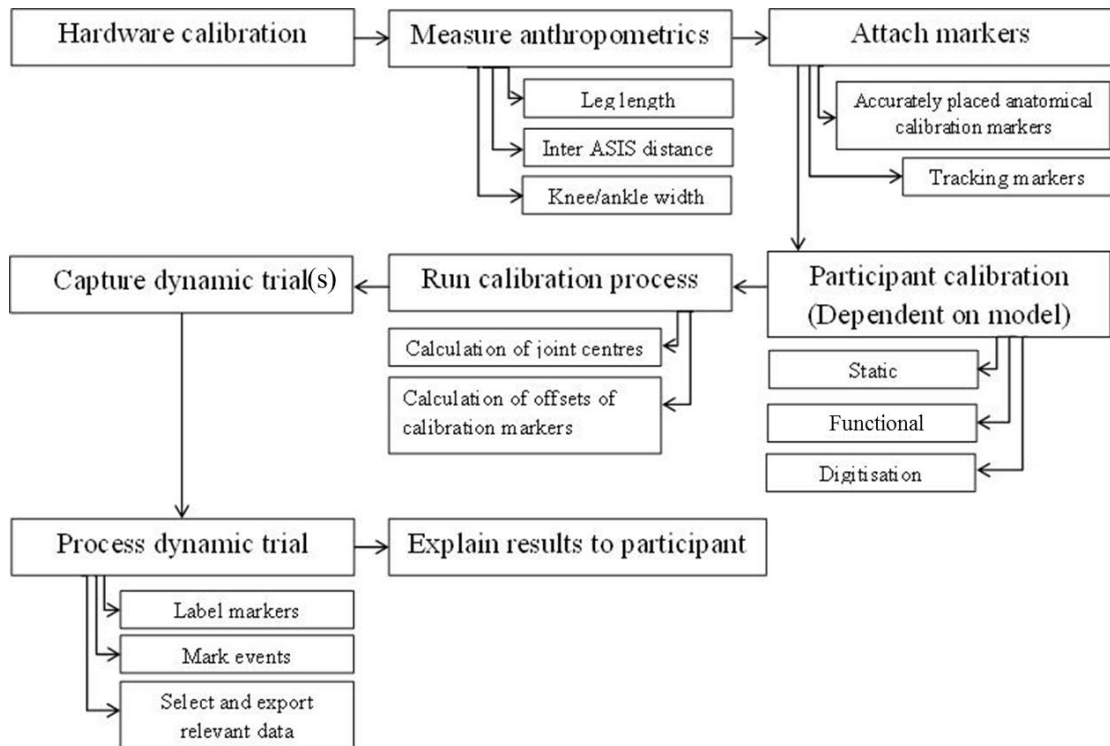 Hardware calibration
Measure anthropometrics
Attach markers
Leg length
Inter ASIS distance
Knee/ankle width
Accurately placed anatomical
calibration markers
Tracking markers
Capture dynamic trial(s)
Run calibration process
Participant calibration
(Dependent on model)
Calculation of joint centres
Calculation of offsets of
calibration markers
Static
Functional
Digitisation
Process dynamic trial
Explain results to participant
Label markers
Mark events
Select and export
relevant data